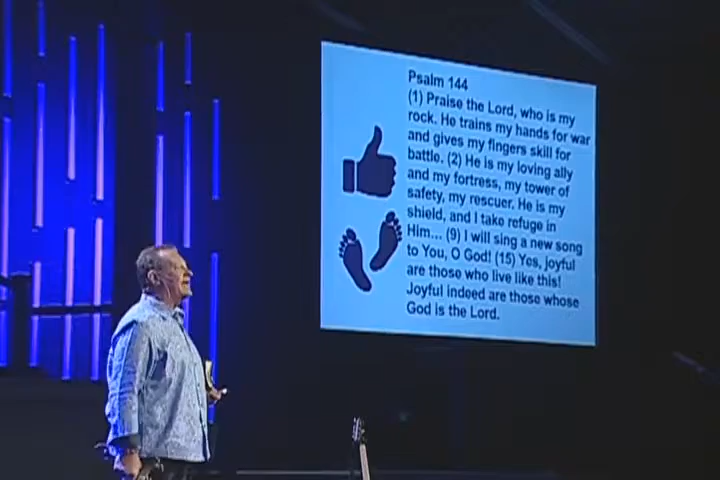 Psalm 144
(1) Praise the Lord, who is my
rock. He trains my hands for war
and gives my fingers skill for
battle. (2) He is my loving ally
and my fortress, my tower of
safety, my rescuer. He is my
shield, and I take refuge in
Him... (9) I will sing a new song
to You, O God! (15) Yes, joyful
are those who live like this!
Joyful indeed are those whose
God is the Lord.